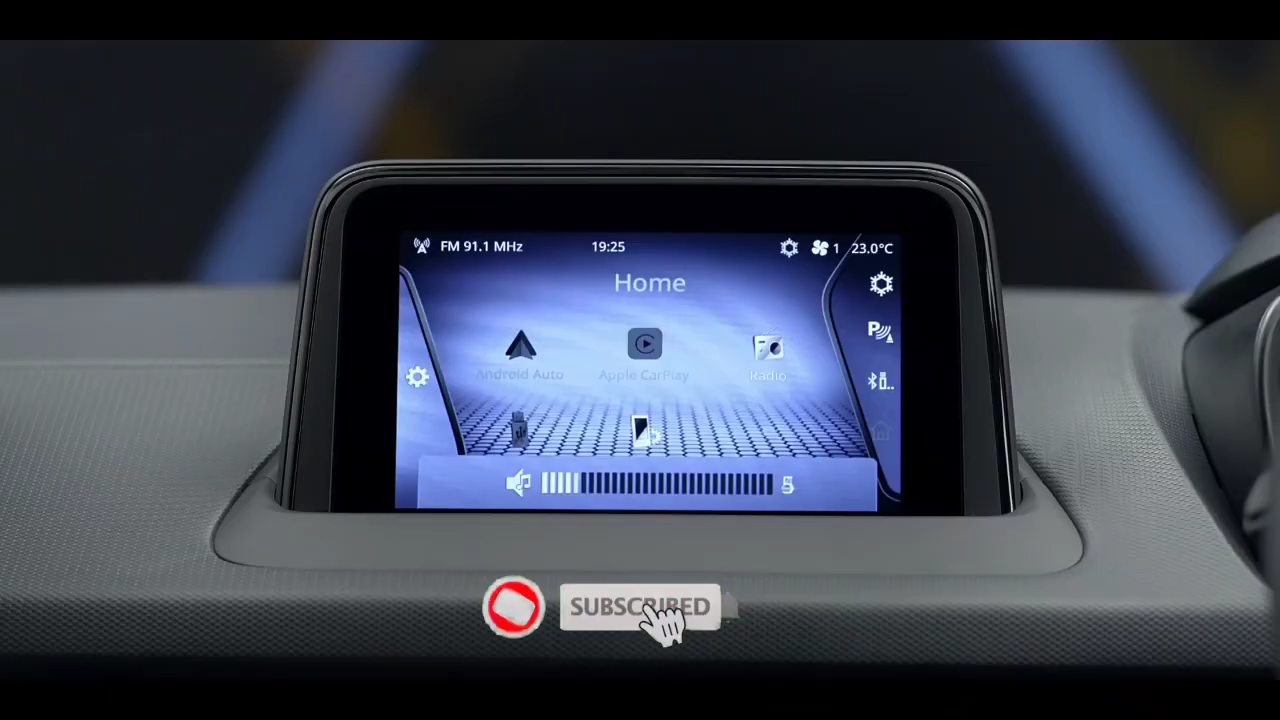 FM 91.1 MHz 19:25 1 23.0°C
Home
Android Auto Apple CarPlay Radio
5
SUBSCRIBED